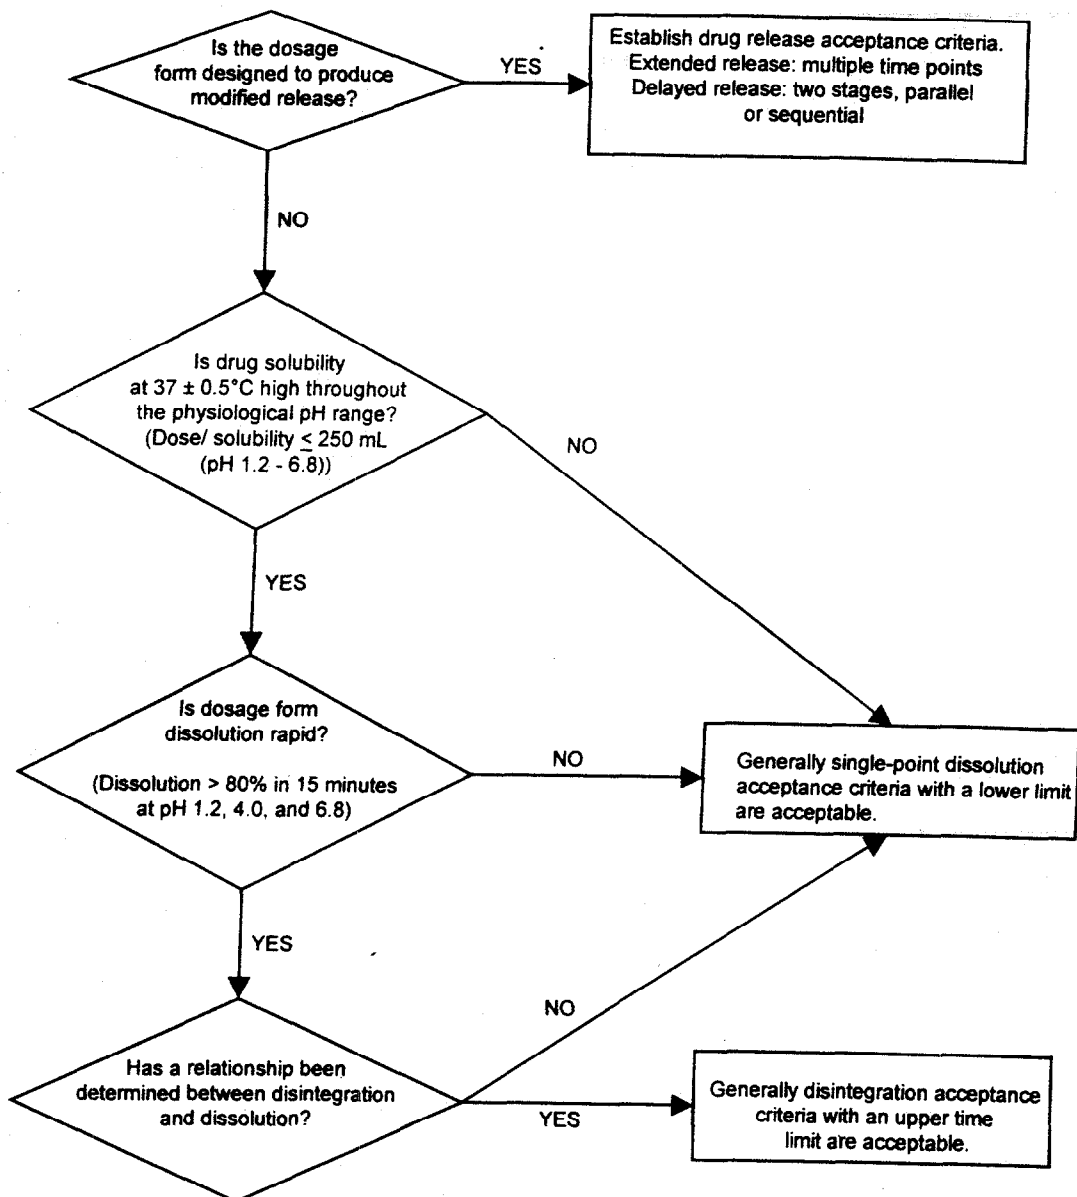 Is the dosage
form designed to produce
modified release?
YES
Establish drug release acceptance criteria.
Extended release: multiple time points
Delayed release: two stages, parallel
or sequential
NO
Is drug solubility
at 37 ± 0.5°C high throughout
the physiological pH range?
(Dose/ solubility ≤ 250 mL
(pH 1.2 - 6.8))
NO
YES
Is dosage form
dissolution rapid?
(Dissolution > 80% in 15 minutes
at pH 1.2, 4.0, and 6.8)
NO
Generally single-point dissolution
acceptance criteria with a lower limit
are acceptable.
YES
NO
Has a relationship been
determined between disintegration
and dissolution?
YES
Generally disintegration acceptance
criteria with an upper time
limit are acceptable.